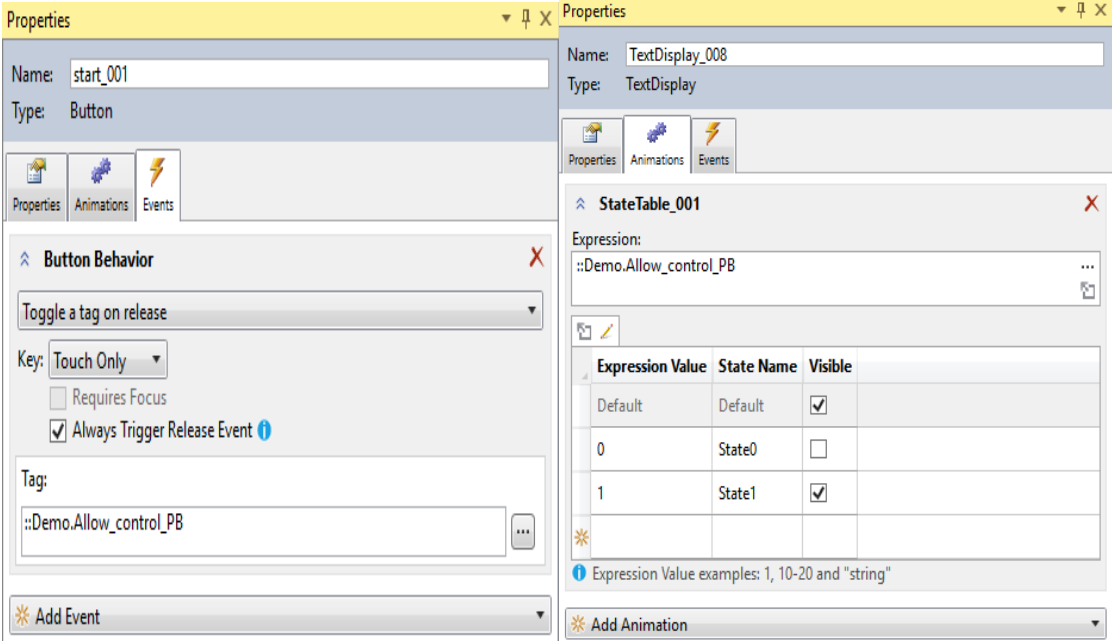 Properties
Name: start_001
Type: Button
Properties Animations Events
Button Behavior
Toggle a tag on release
Key: Touch Only
Requires Focus
Always Trigger Release Event
Tag:
::Demo.Allow_control_PB
...
Add Event
Properties
Name: TextDisplay_008
Type: TextDisplay
Properties Animations Events
StateTable_001
Expression:
::Demo.Allow_control_PB
...
Expression Value State Name Visible
Default Default
0 State0
1 State1
Expression Value examples: 1, 10-20 and "string"
Add Animation